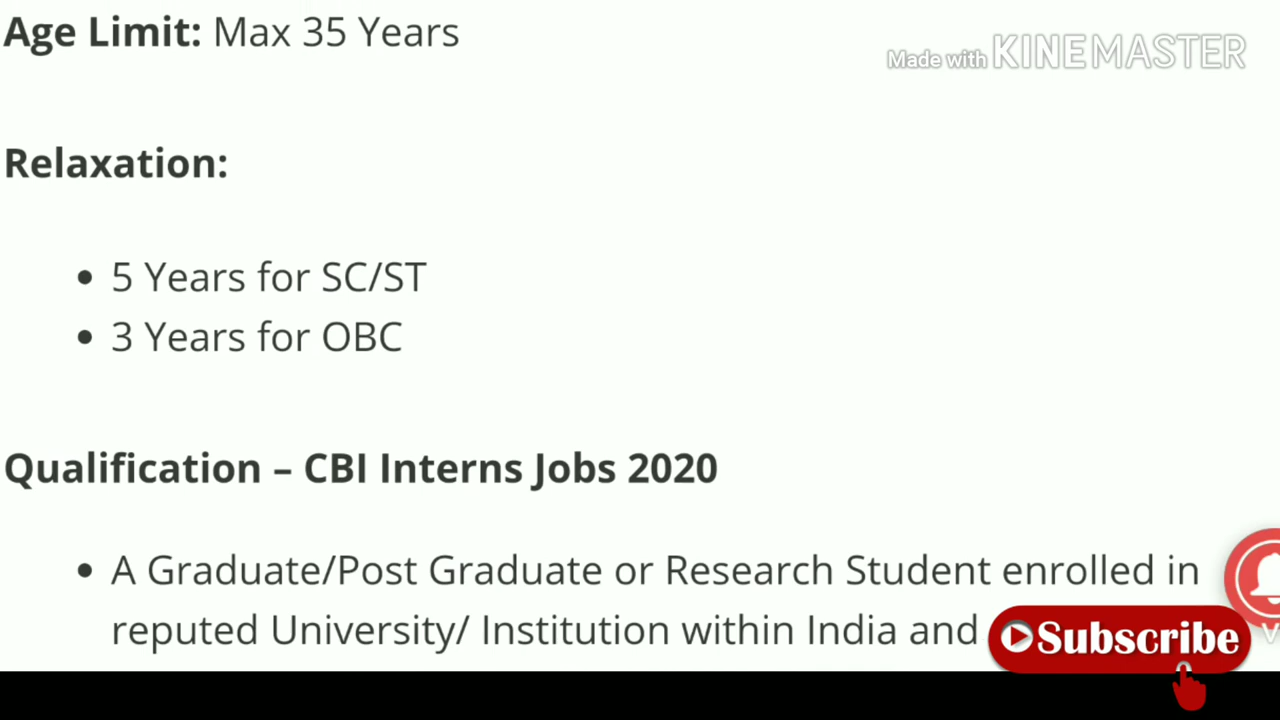 Age Limit: Max 35 Years
Made with KINEMASTER
Relaxation:
5 Years for SC/ST
3 Years for OBC
Qualification – CBI Interns Jobs 2020
A Graduate/Post Graduate or Research Student enrolled in
reputed University/ Institution within India and
Subscribe